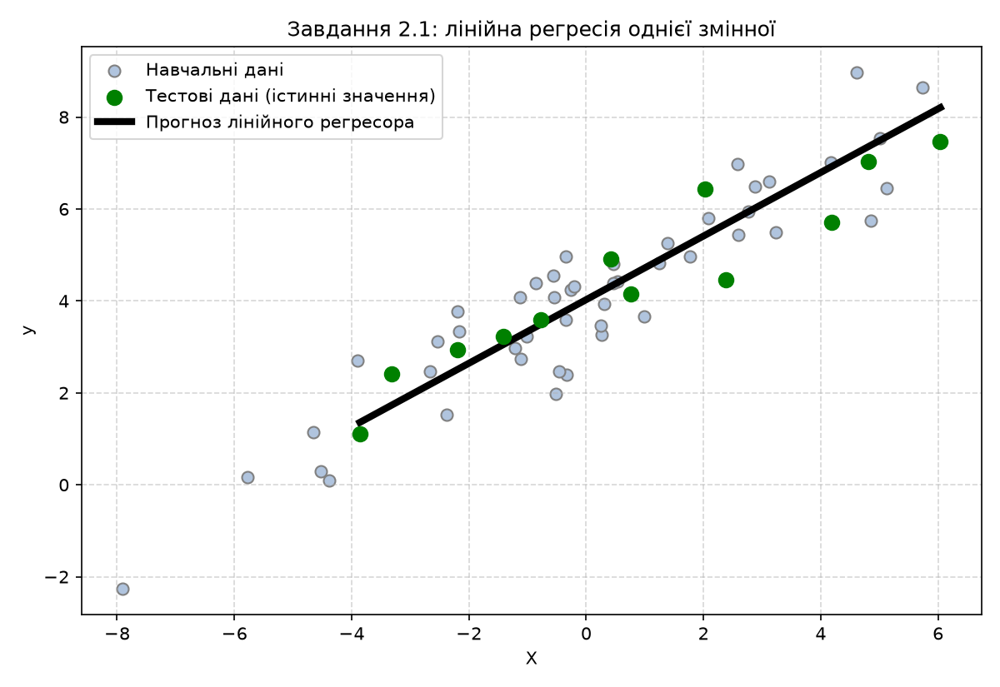 Завдання 2.1: лінійна регресія однієї змінної
Навчальні дані
Тестові дані (істинні значення)
Прогноз лінійного регресора
8
6
4
2
0
−2
y
−8
−6
−4
−2
0
2
4
6
X